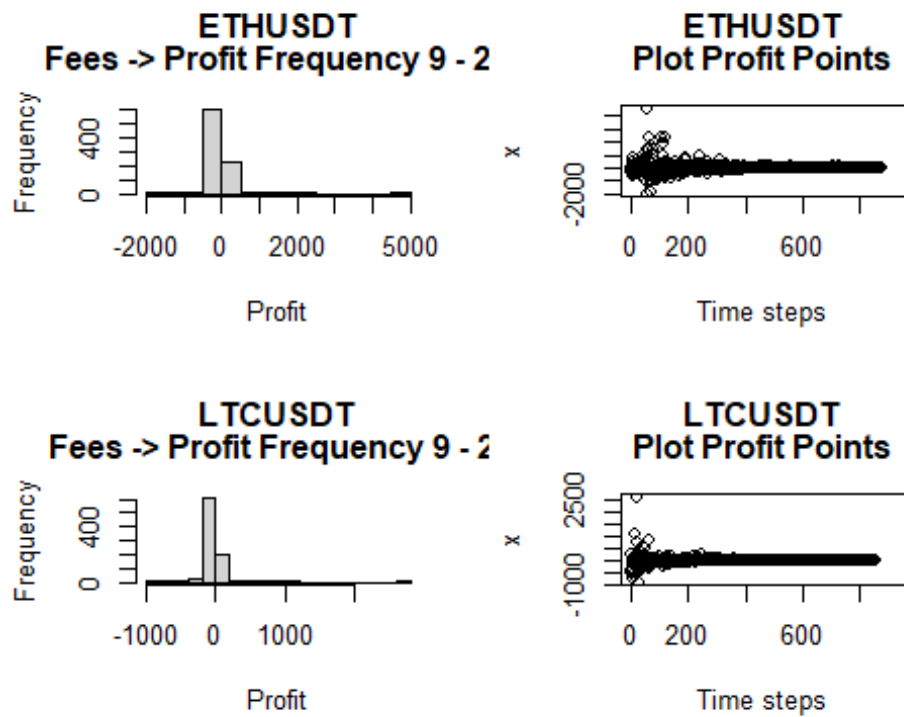 ETHUSDT
Fees -> Profit Frequency 9 - 2
Frequency
0
400
-2000
0
2000
5000
Profit
ETHUSDT
Plot Profit Points
x
-2000
0
200
600
Time steps
LTCUSDT
Fees -> Profit Frequency 9 - 2
Frequency
0
400
-1000
0
1000
Profit
LTCUSDT
Plot Profit Points
x
-1000
2500
0
200
600
Time steps